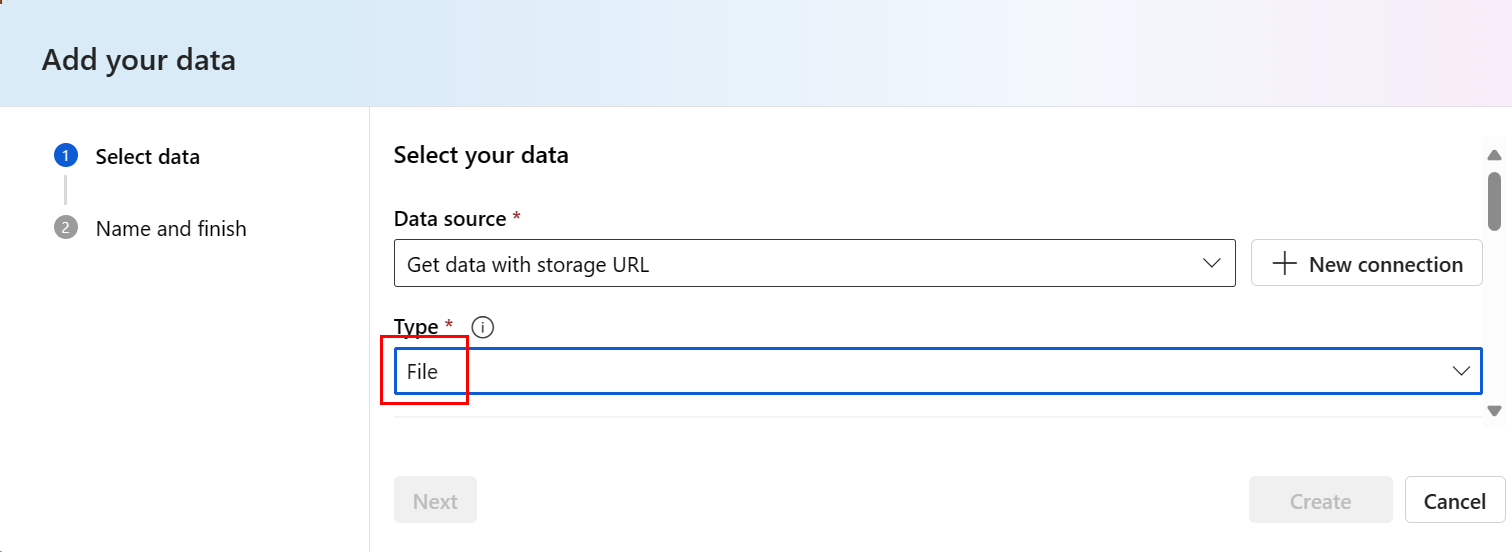 Add your data
1 Select data
2 Name and finish
Select your data
Data source *
Get data with storage URL
New connection
Type *
File
Next
Create
Cancel